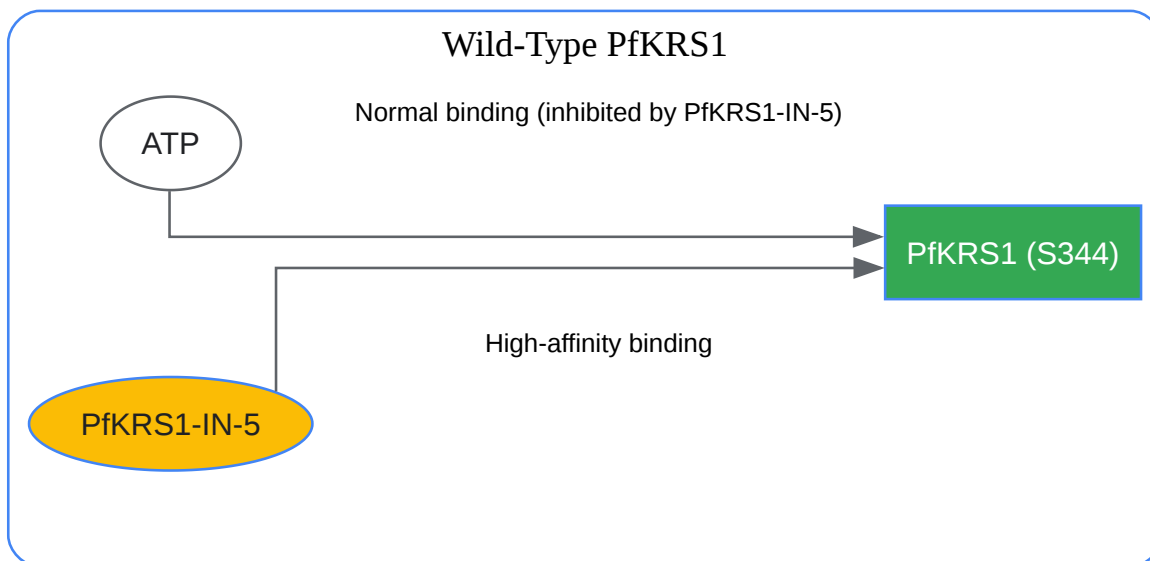 Wild-Type PfKRS1
Normal binding (inhibited by PfKRS1-IN-5)
ATP
PfKRS1 (S344)
High-affinity binding
PfKRS1-IN-5